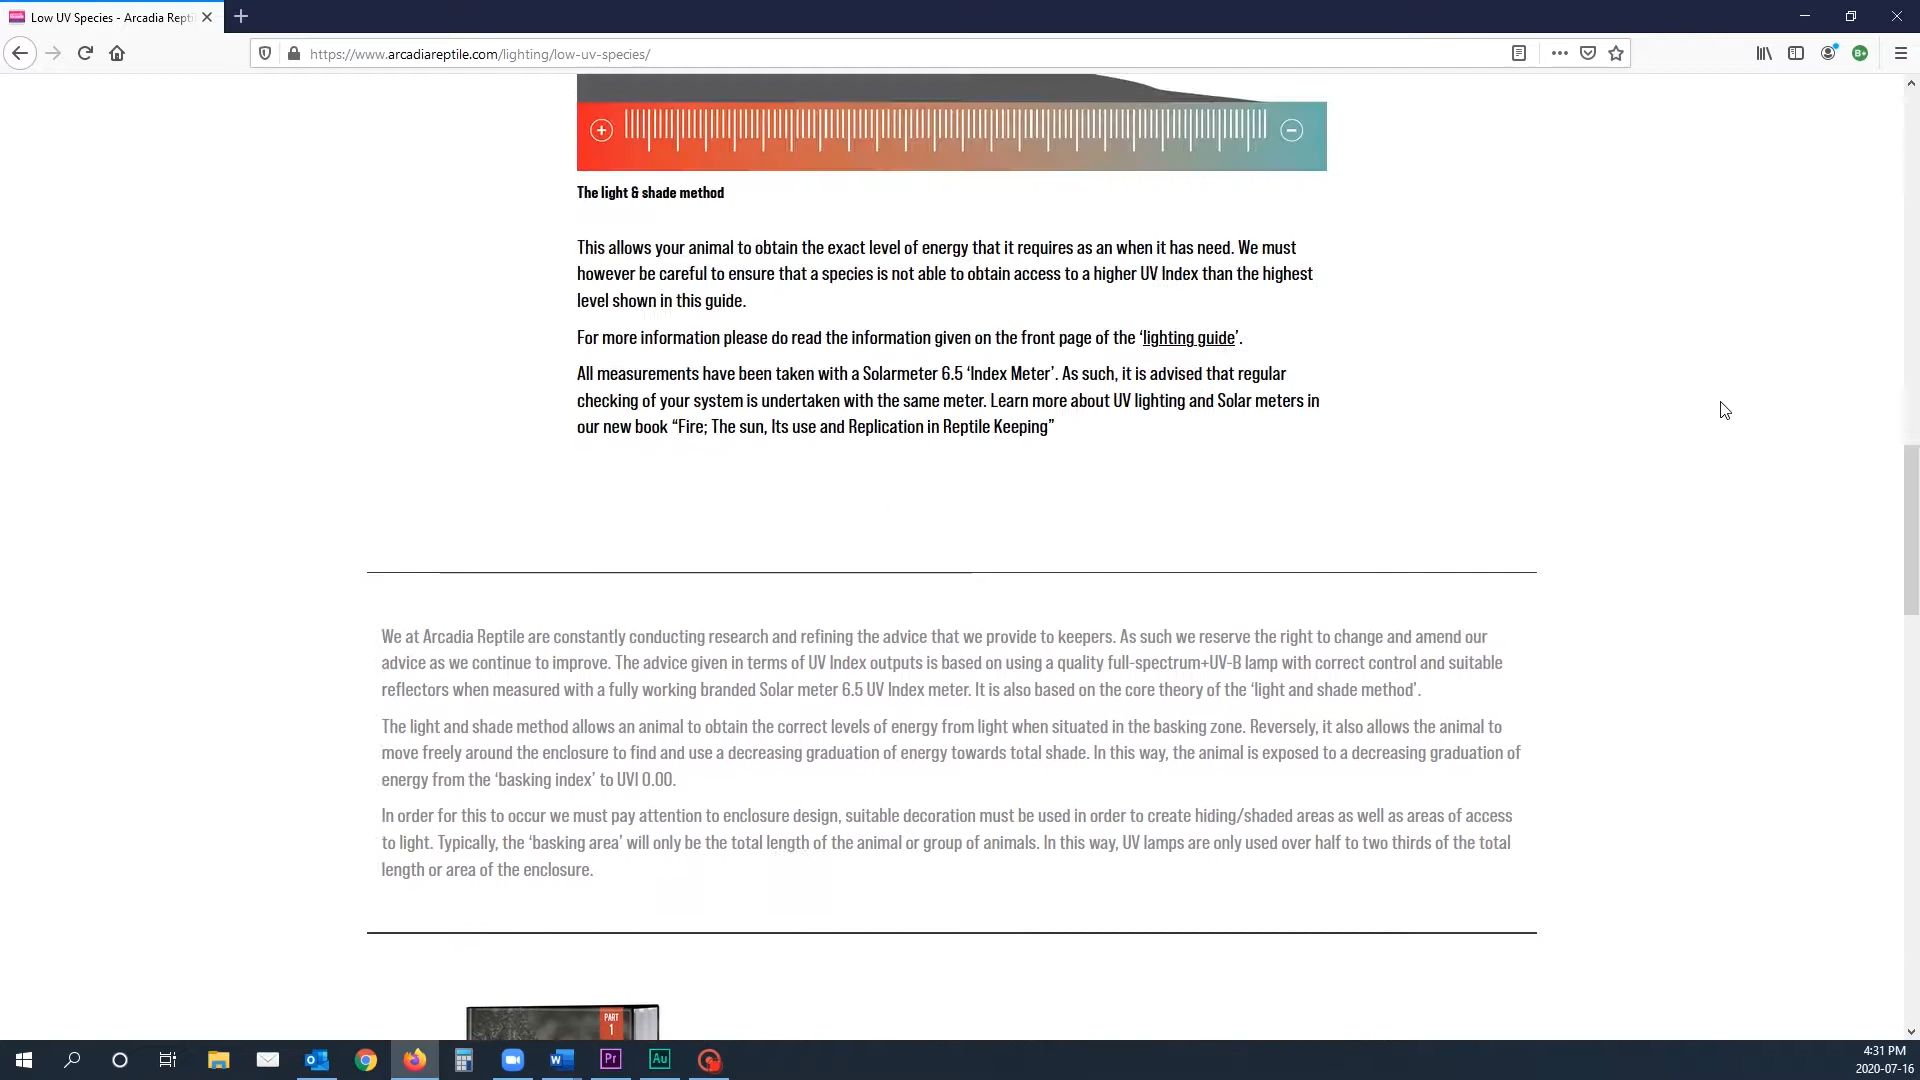 Low UV Species - Arcadia Repti
https://www.arcadiareptile.com/lighting/low-uv-species/
The light & shade method
This allows your animal to obtain the exact level of energy that it requires as an when it has need. We must
however be careful to ensure that a species is not able to obtain access to a higher UV Index than the highest
level shown in this guide.
For more information please do read the information given on the front page of the ‘lighting guide’.
All measurements have been taken with a Solarmeter 6.5 ‘Index Meter’. As such, it is advised that regular
checking of your system is undertaken with the same meter. Learn more about UV lighting and Solar meters in
our new book “Fire; The sun, Its use and Replication in Reptile Keeping”
We at Arcadia Reptile are constantly conducting research and refining the advice that we provide to keepers. As such we reserve the right to change and amend our
advice as we continue to improve. The advice given in terms of UV Index outputs is based on using a quality full-spectrum+UV-B lamp with correct control and suitable
reflectors when measured with a fully working branded Solar meter 6.5 UV Index meter. It is also based on the core theory of the ‘light and shade method’.
The light and shade method allows an animal to obtain the correct levels of energy from light when situated in the basking zone. Reversely, it also allows the animal to
move freely around the enclosure to find and use a decreasing graduation of energy towards total shade. In this way, the animal is exposed to a decreasing graduation of
energy from the ‘basking index’ to UVI 0.00.
In order for this to occur we must pay attention to enclosure design, suitable decoration must be used in order to create hiding/shaded areas as well as areas of access
to light. Typically, the ‘basking area’ will only be the total length of the animal or group of animals. In this way, UV lamps are only used over half to two thirds of the total
length or area of the enclosure.
PART
1
Pr
Au
4:31 PM
2020-07-16